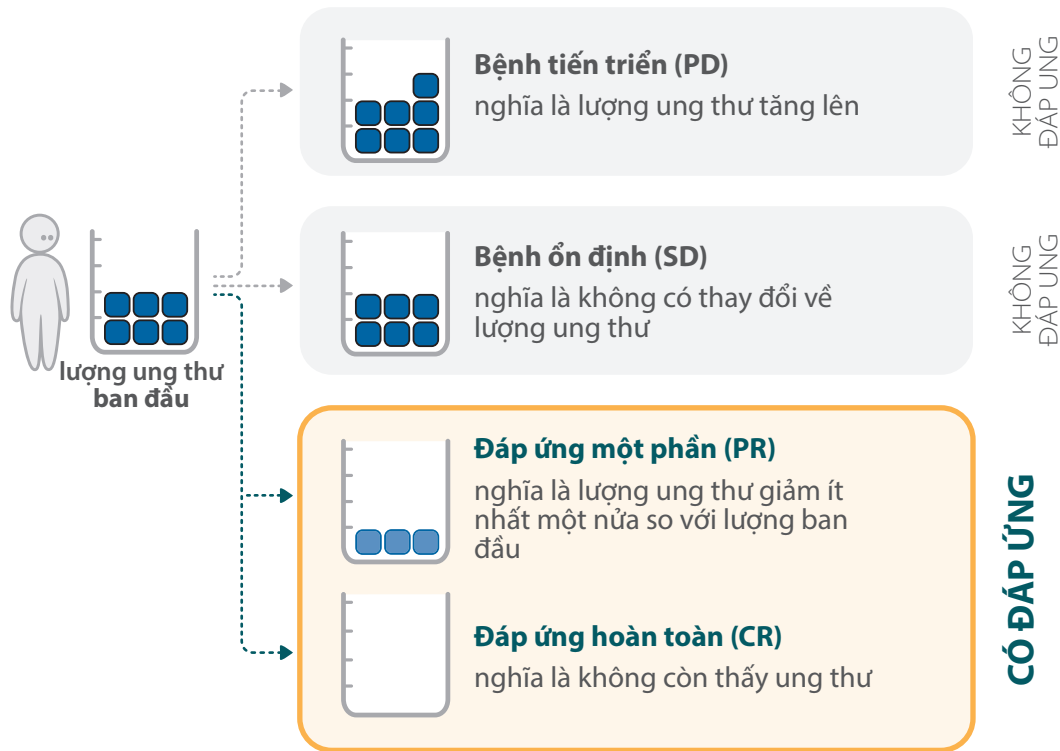 Bệnh tiến triển (PD)
nghĩa là lượng ung thư tăng lên
KHÔNG
ĐÁP UNG
Bệnh ổn định (SD)
nghĩa là không có thay đổi về
lượng ung thư
KHÔNG
ĐÁP UNG
lượng ung thư
ban đầu
Đáp ứng một phần (PR)
nghĩa là lượng ung thư giảm ít
nhất một nửa so với lượng ban
đầu
Đáp ứng hoàn toàn (CR)
nghĩa là không còn thấy ung thư
CÓ ĐÁP ỨNG